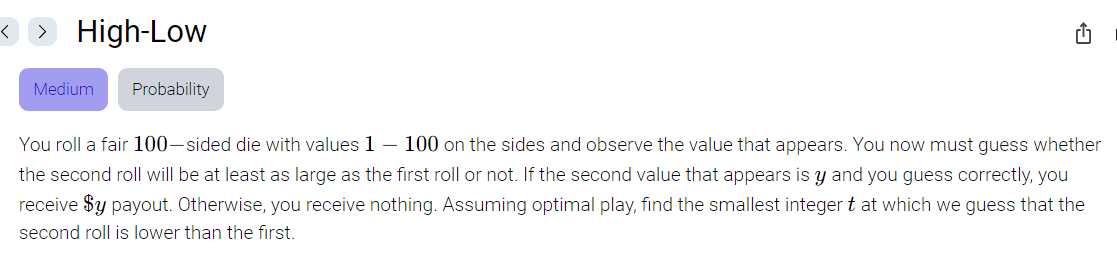 High-Low
Medium Probability
You roll a fair 100−sided die with values 1 − 100 on the sides and observe the value that appears. You now must guess whether
the second roll will be at least as large as the first roll or not. If the second value that appears is y and you guess correctly, you
receive $y payout. Otherwise, you receive nothing. Assuming optimal play, find the smallest integer t at which we guess that the
second roll is lower than the first.